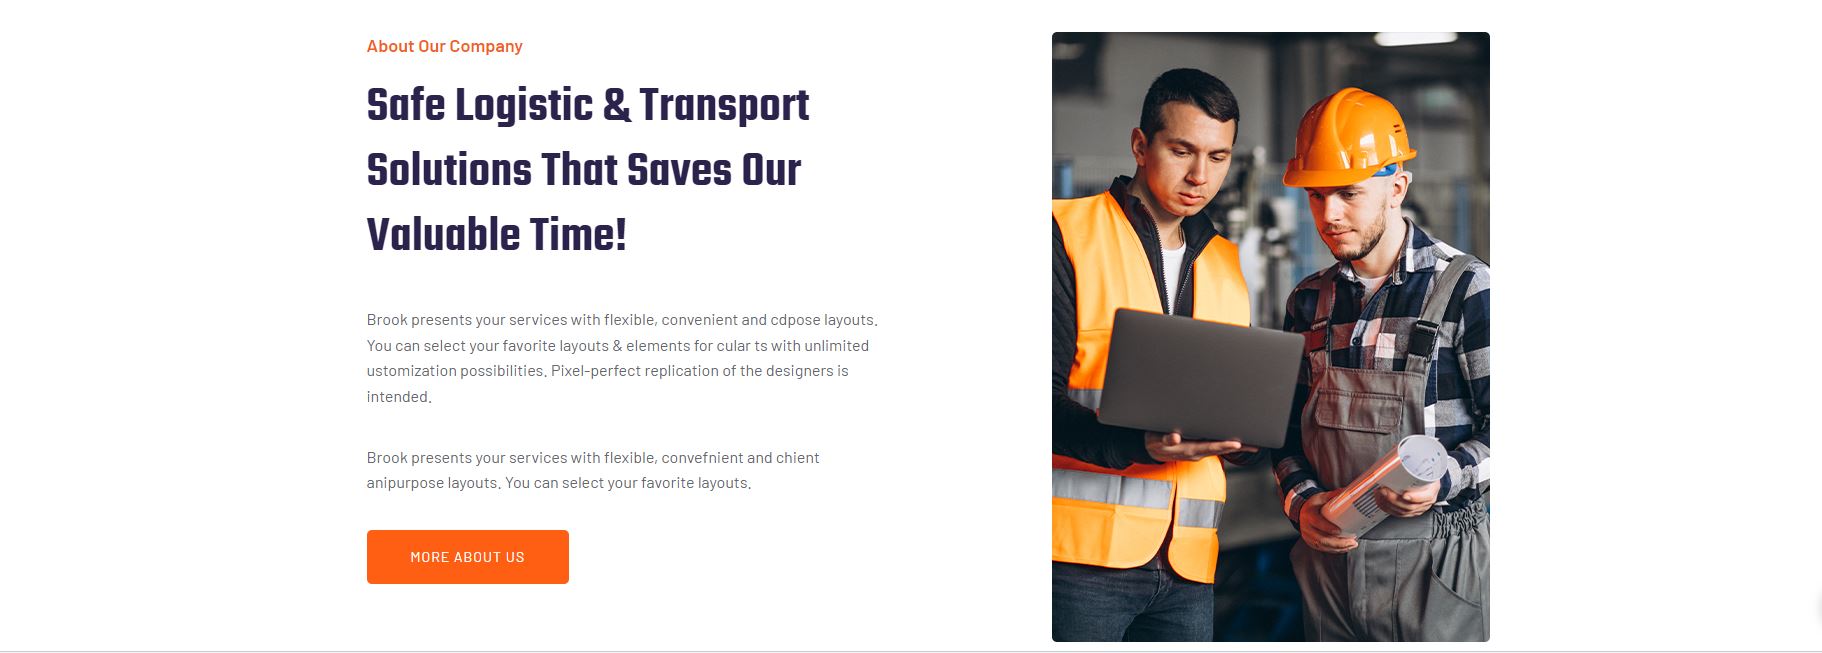 About Our Company
Safe Logistic & Transport
Solutions That Saves Our
Valuable Time!
Brook presents your services with flexible, convenient and cdpose layouts.
You can select your favorite layouts & elements for cular ts with unlimited
ustomization possibilities. Pixel-perfect replication of the designers is
intended.
Brook presents your services with flexible, convefnient and chient
anipurpose layouts. You can select your favorite layouts.
MORE ABOUT US